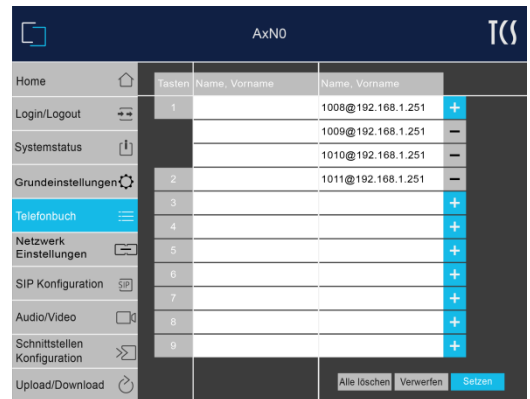 AxN0
TCS
Home
Login/Logout
Systemstatus
Grundeinstellungen
Telefonbuch
Netzwerk
Einstellungen
SIP Konfiguration
SIP
Audio/Video
Schnittstellen
Konfiguration
Upload/Download
Tasten Name, Vorname Name, Vorname
1 1008@192.168.1.251 +
1009@192.168.1.251 −
1010@192.168.1.251 −
2 1011@192.168.1.251 −
3 +
4 +
5 +
6 +
7 +
8 +
9 +
Alle löschen Verwerfen Setzen